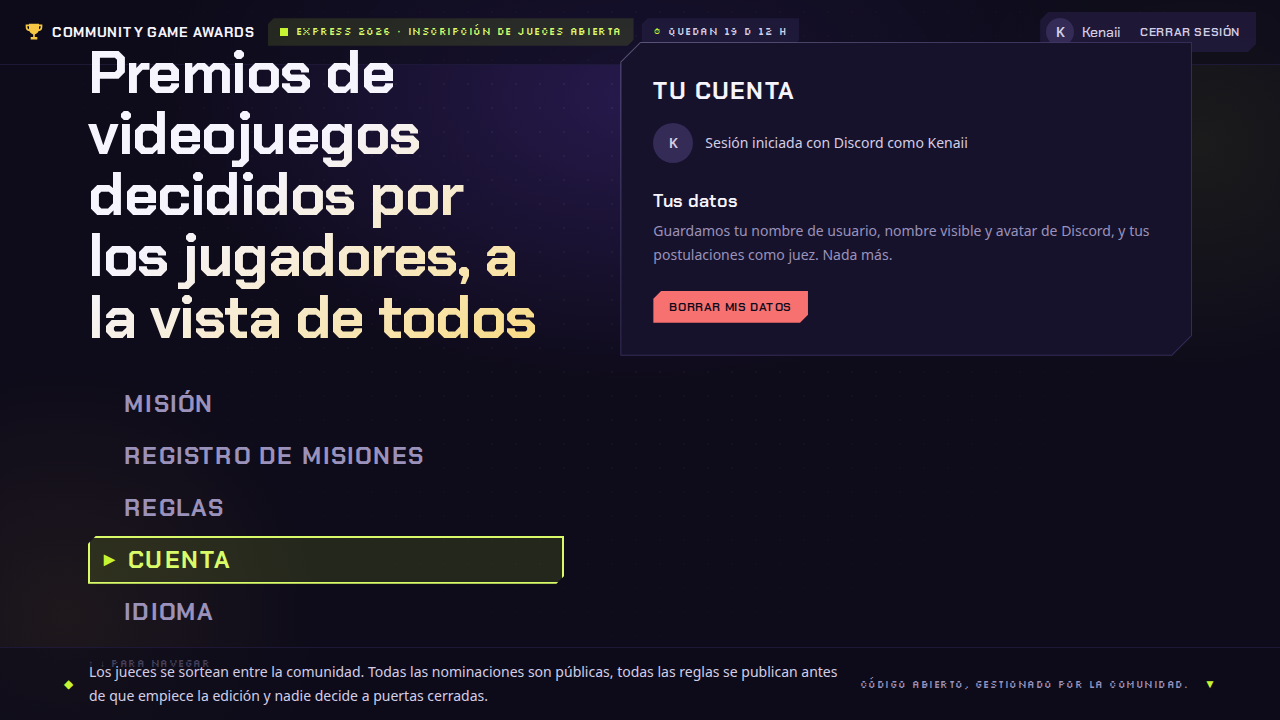 COMMUNITY GAME AWARDS
EXPRESS 2026 · INSCRIPCIÓN DE JUECES ABIERTA
QUEDAN 19 D 12 H
K Kenaii CERRAR SESIÓN
Premios de
videojuegos
decididos por
los jugadores, a
la vista de todos
TU CUENTA
K Sesión iniciada con Discord como Kenaii
Tus datos
Guardamos tu nombre de usuario, nombre visible y avatar de Discord, y tus
postulaciones como juez. Nada más.
BORRAR MIS DATOS
MISIÓN
REGISTRO DE MISIONES
REGLAS
▶ CUENTA
IDIOMA
PARA NAVEGAR
Los jueces se sortean entre la comunidad. Todas las nominaciones son públicas, todas las reglas se publican antes
de que empiece la edición y nadie decide a puertas cerradas.
CÓDIGO ABIERTO, GESTIONADO POR LA COMUNIDAD. ▼